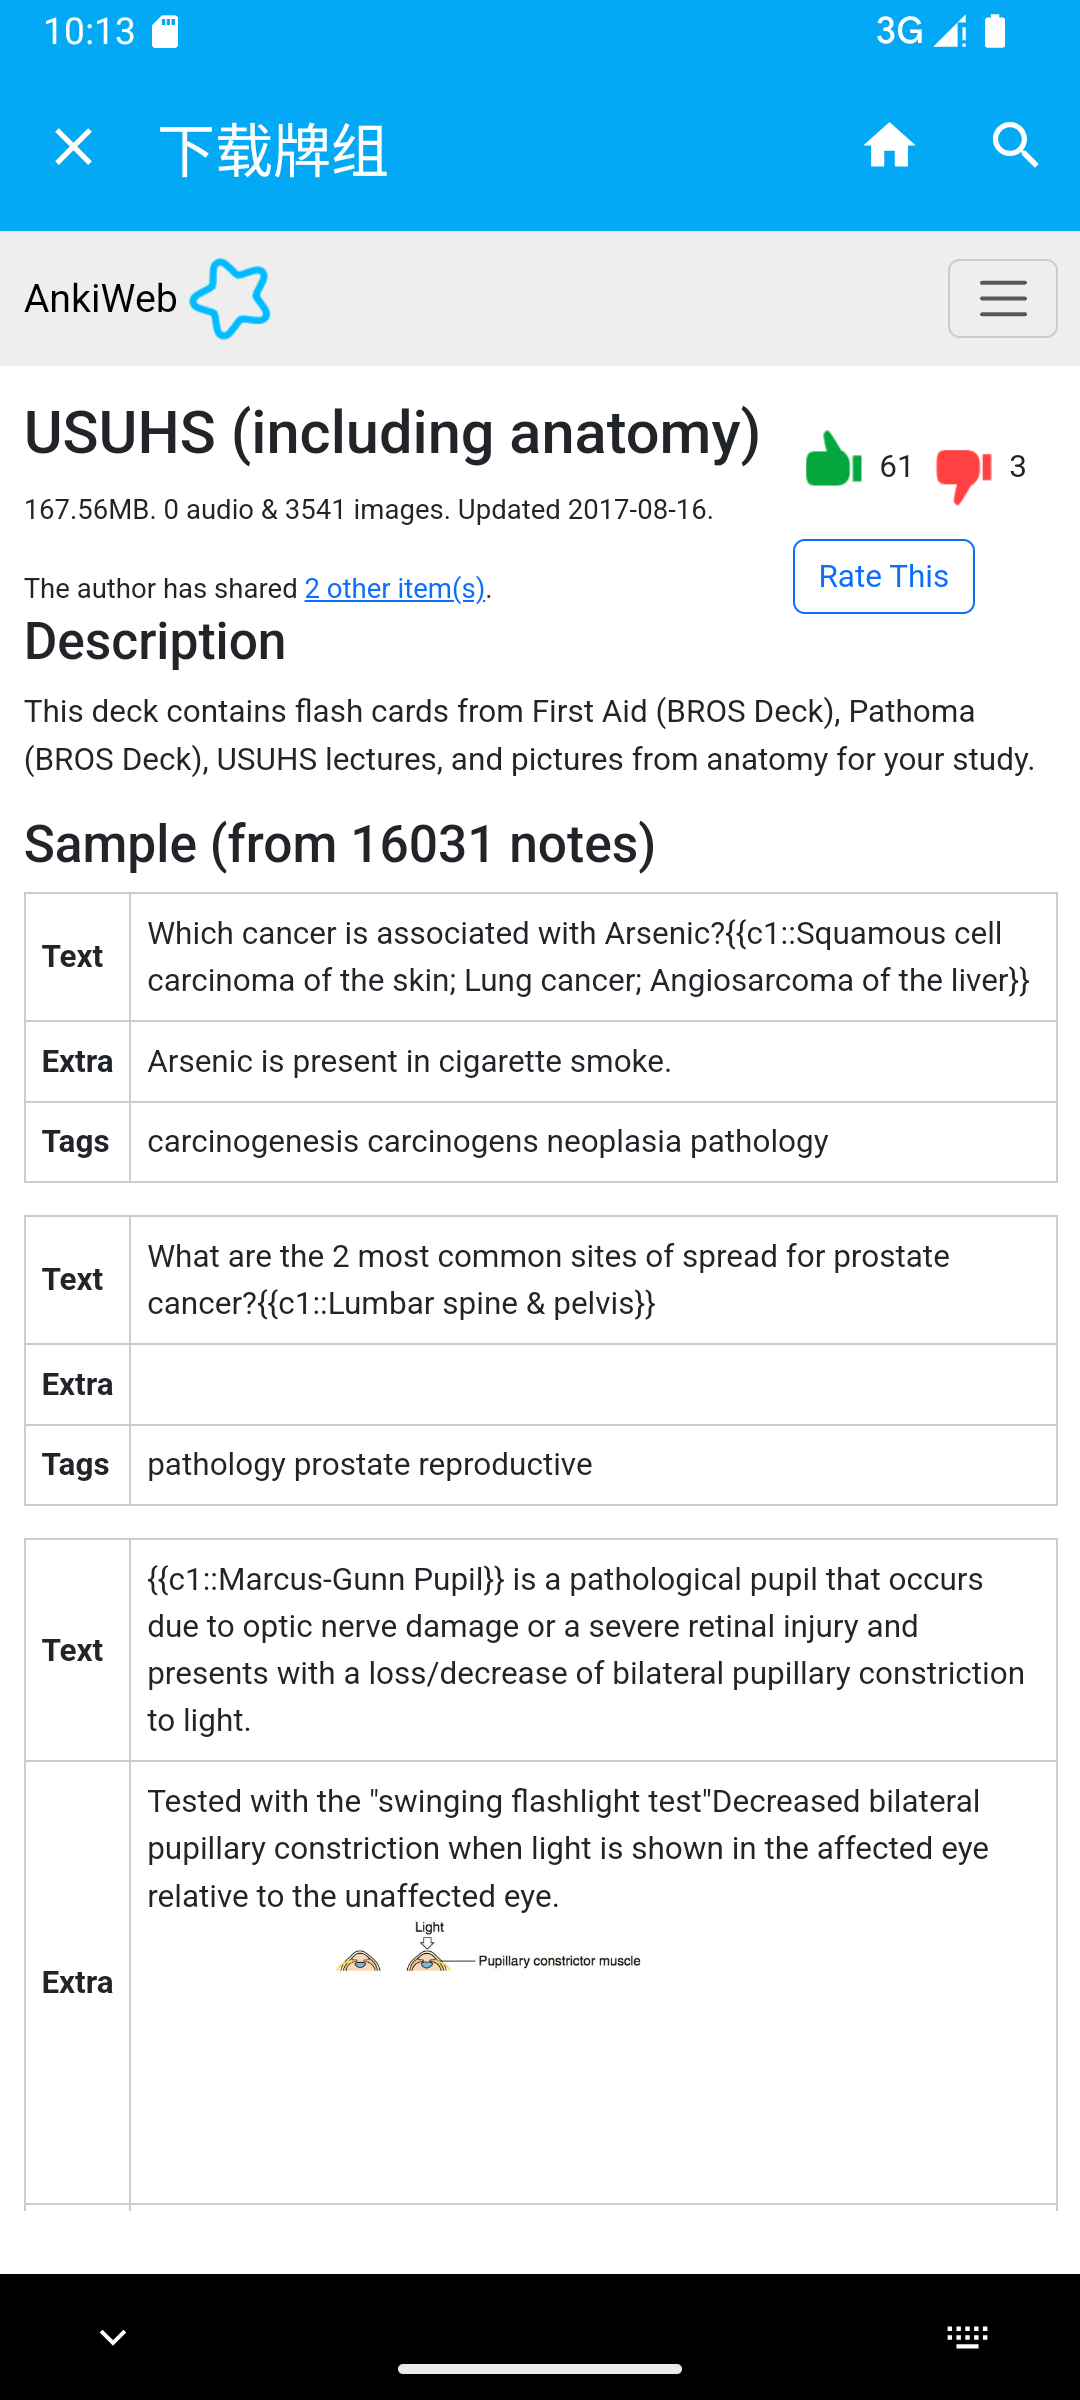 10:13
3G
下载牌组
AnkiWeb
USUHS (including anatomy)
61
3
167.56MB. 0 audio & 3541 images. Updated 2017-08-16.
Rate This
The author has shared 2 other item(s).
Description
This deck contains flash cards from First Aid (BROS Deck), Pathoma
(BROS Deck), USUHS lectures, and pictures from anatomy for your study.
Sample (from 16031 notes)
Text
Which cancer is associated with Arsenic?{{c1::Squamous cell
carcinoma of the skin; Lung cancer; Angiosarcoma of the liver}}
Extra
Arsenic is present in cigarette smoke.
Tags
carcinogenesis carcinogens neoplasia pathology
Text
What are the 2 most common sites of spread for prostate
cancer?{{c1::Lumbar spine & pelvis}}
Extra
Tags
pathology prostate reproductive
Text
{{c1::Marcus-Gunn Pupil}} is a pathological pupil that occurs
due to optic nerve damage or a severe retinal injury and
presents with a loss/decrease of bilateral pupillary constriction
to light.
Extra
Tested with the "swinging flashlight test"Decreased bilateral
pupillary constriction when light is shown in the affected eye
relative to the unaffected eye.
Light
Pupillary constrictor muscle